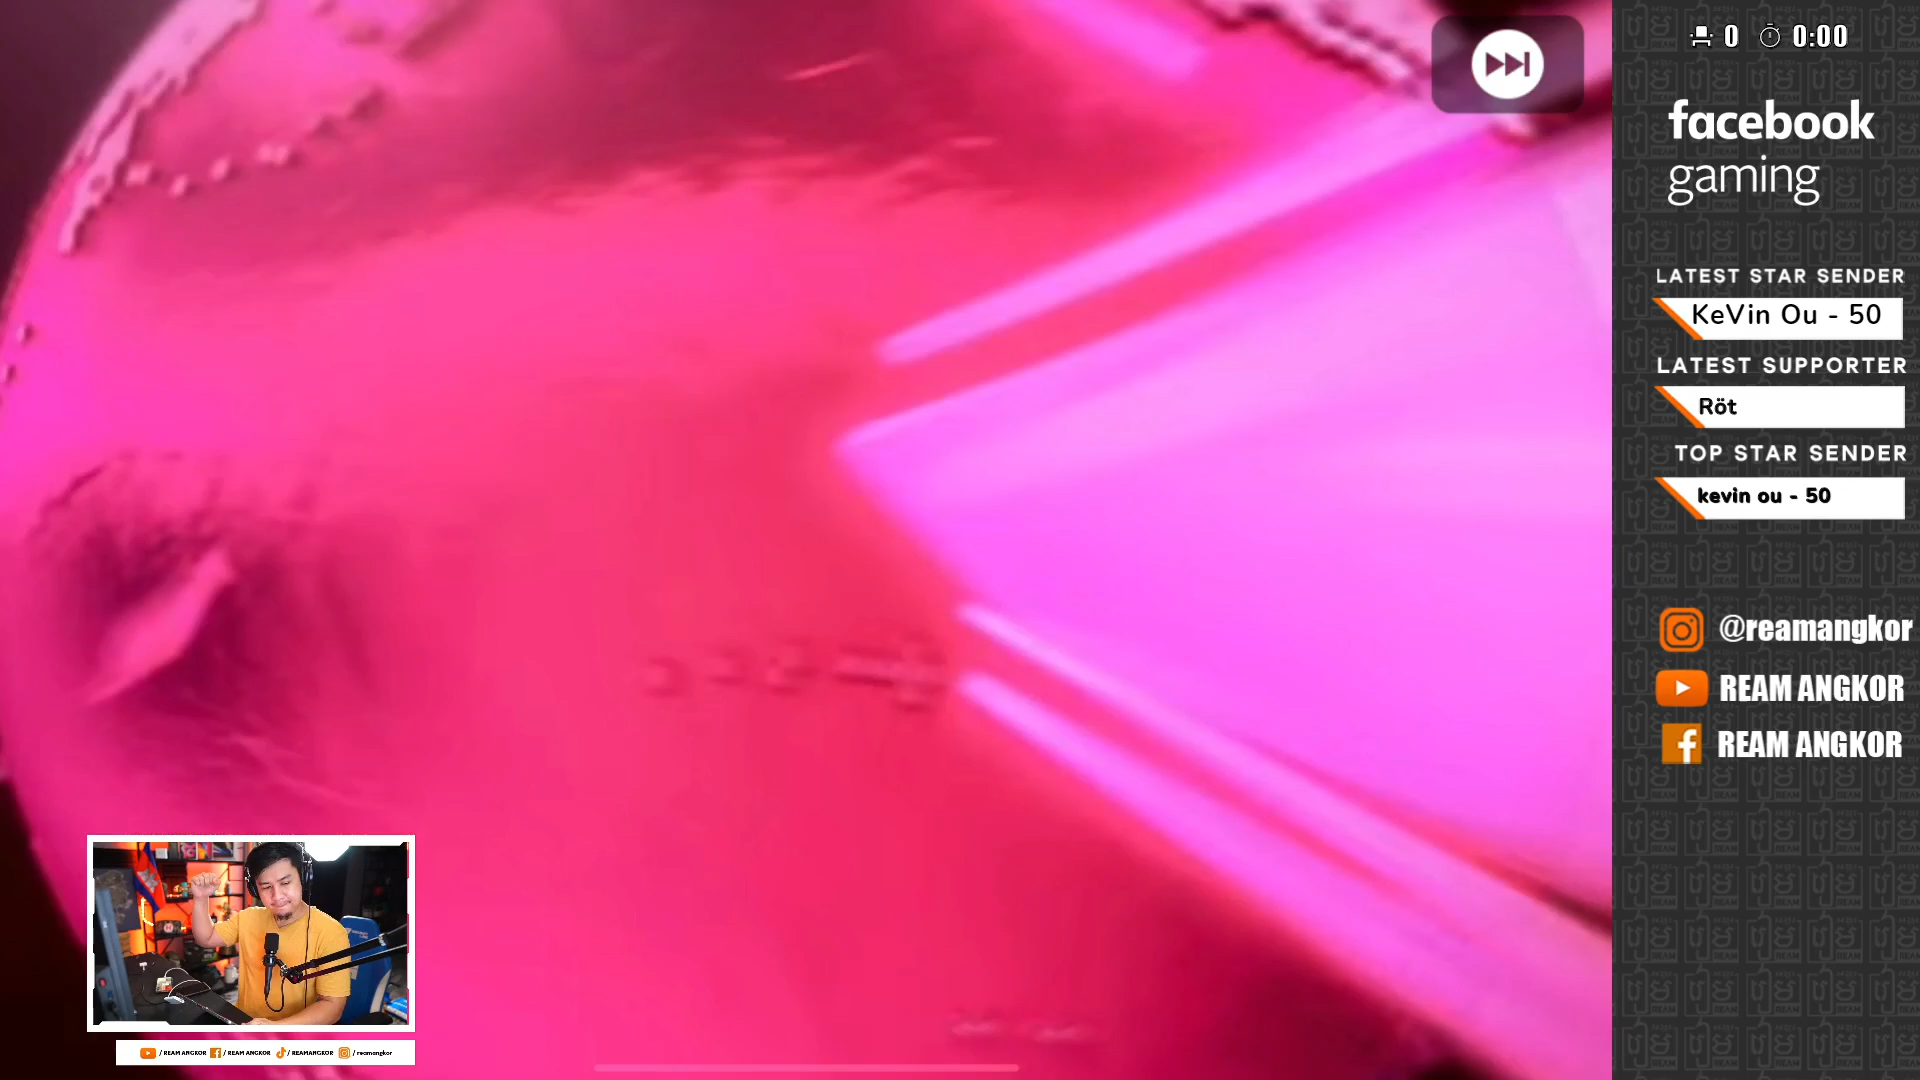 0 0:00
facebook
gaming
LATEST STAR SENDER
KeVin Ou - 50
LATEST SUPPORTER
Röt
TOP STAR SENDER
kevin ou - 50
@reamangkor
REAM ANGKOR
REAM ANGKOR
/ REAM ANGKOR / REAM ANGKOR / REAMANGKOR / reamangkor